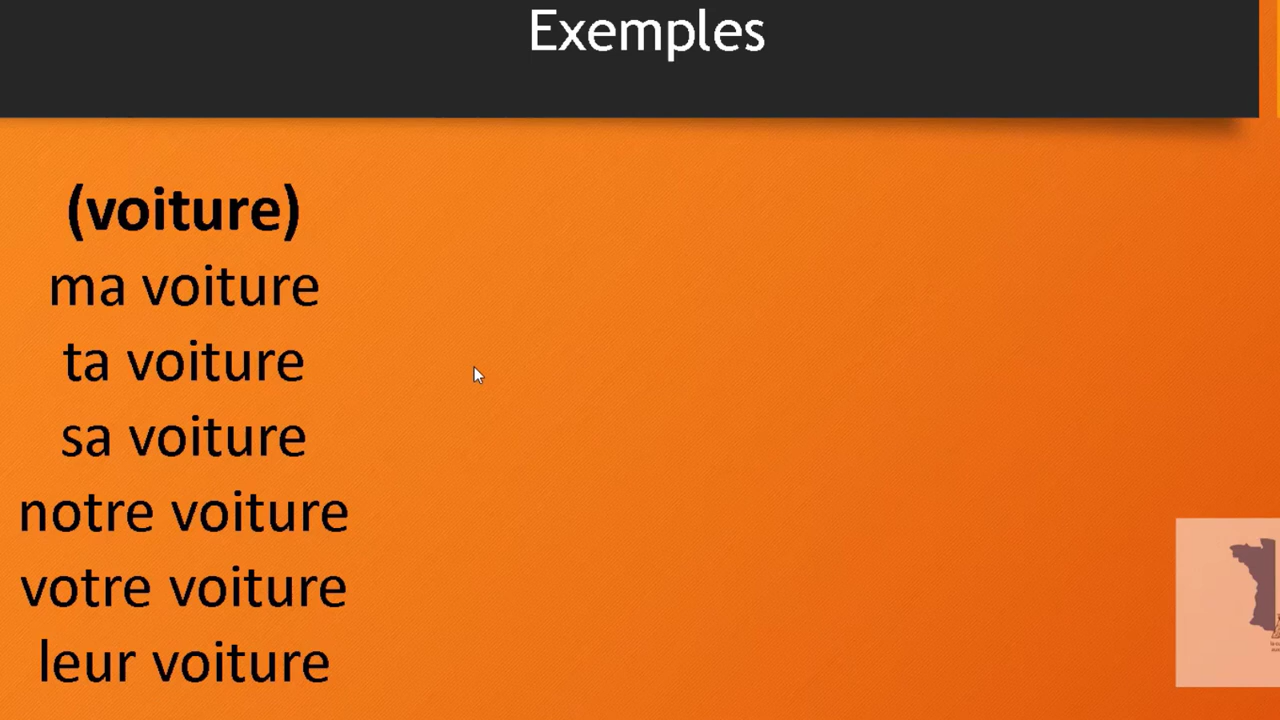 Exemples
(voiture)
ma voiture
ta voiture
sa voiture
notre voiture
votre voiture
leur voiture